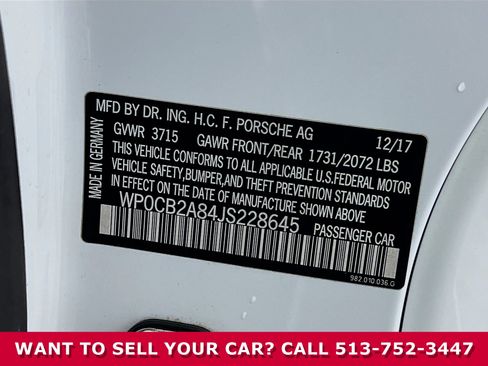 MFD BY DR. ING. H.C. F. PORSCHE AG 12/17
GVWR 3715 GAWR FRONT/REAR 1731/2072 LBS
THIS VEHICLE CONFORMS TO ALL APPLICABLE U.S.FEDERAL MOTOR
VEHICLE SAFETY,BUMPER,AND THEFT PREVENTION STANDARDS
IN EFFECT ON THE DATE OF MANUFACTURE SHOWN ABOVE.
WP0CB2A84JS228645
PASSENGER CAR
982.010.036.G
MADE IN GERMANY
WANT TO SELL YOUR CAR? CALL 513-752-3447